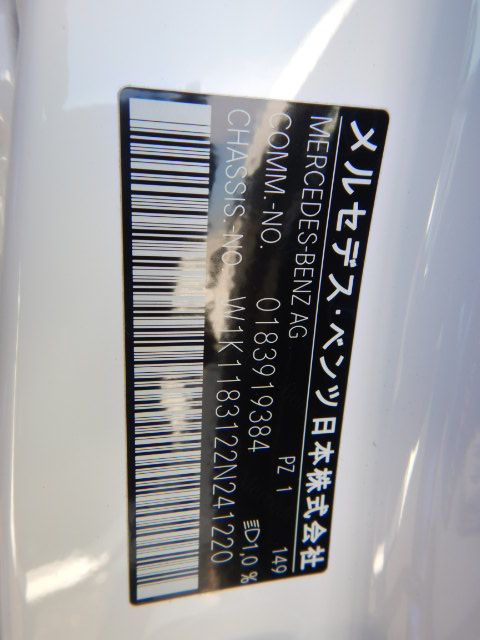 メルセデス・ベンツ日本株式会社
MERCEDES-BENZ AG 149
COMM.-NO. 0183919384 PZ 1 1,0 %
CHASSIS.-NO. W1K1183122N241220